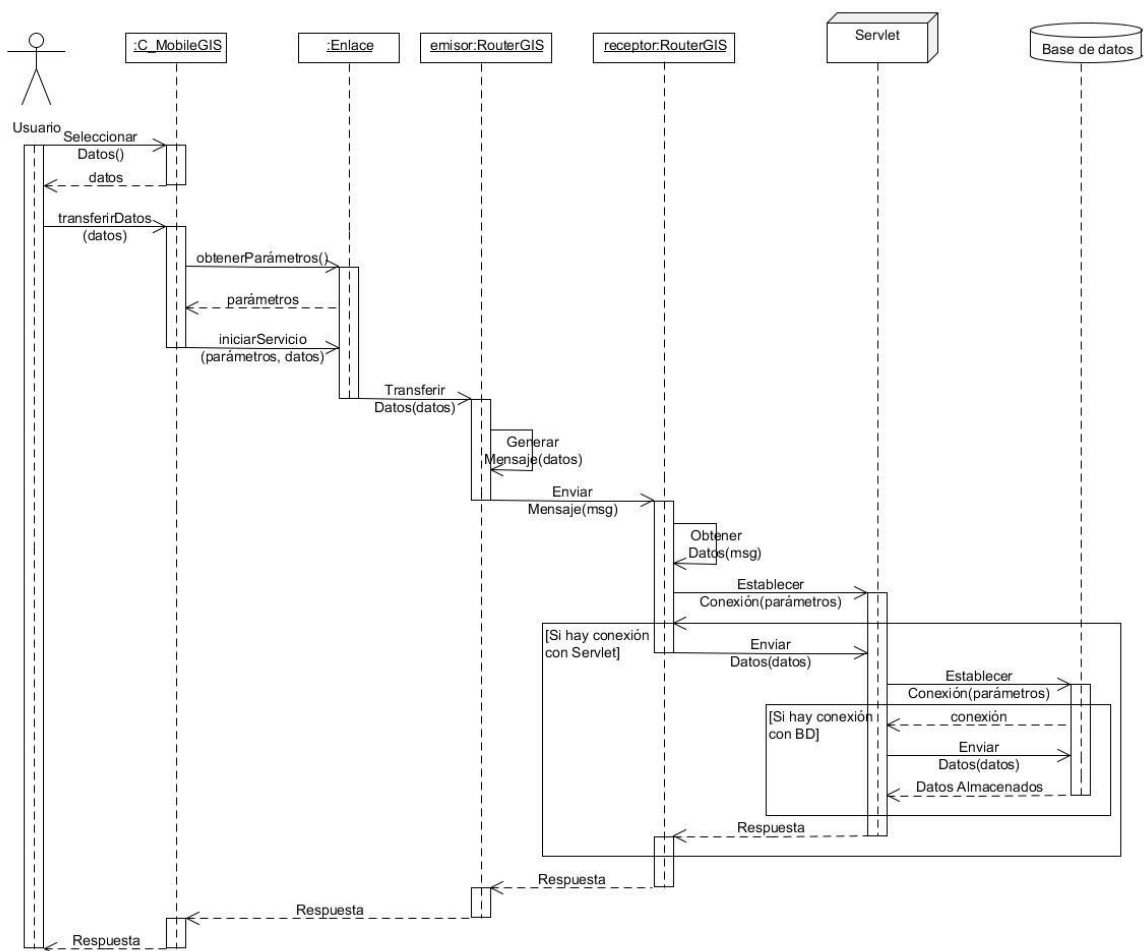 :C_MobileGIS
:Enlace
emisor:RouterGIS
receptor:RouterGIS
Servlet
Base de datos
Usuario
Seleccionar
Datos()
datos
transferirDatos
(datos)
obtenerParámetros()
parámetros
iniciarServicio
(parámetros, datos)
Transferir
Datos(datos)
Generar
Mensaje(datos)
Enviar
Mensaje(msg)
Obtener
Datos(msg)
Establecer
Conexión(parámetros)
[Si hay conexión
con Servlet]
Enviar
Datos(datos)
Establecer
Conexión(parámetros)
[Si hay conexión
con BD]
conexión
Enviar
Datos(datos)
Datos Almacenados
Respuesta
Respuesta
Respuesta
Respuesta